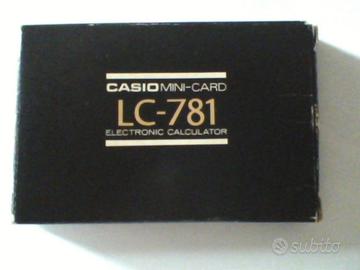 CASIO MINI-CARD
LC-781
ELECTRONIC CALCULATOR
subito